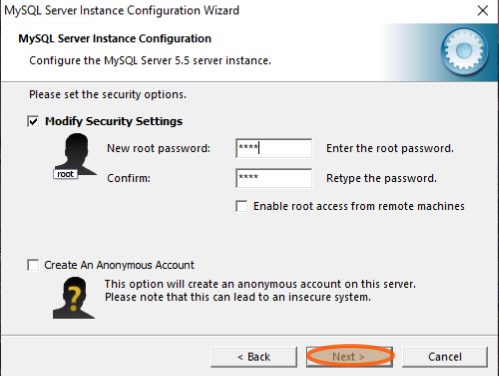 MySQL Server Instance Configuration Wizard
MySQL Server Instance Configuration
Configure the MySQL Server 5.5 server instance.
Please set the security options.
Modify Security Settings
New root password: **** Enter the root password.
root
Confirm: **** Retype the password.
Enable root access from remote machines
Create An Anonymous Account
This option will create an anonymous account on this server.
Please note that this can lead to an insecure system.
< Back Next > Cancel